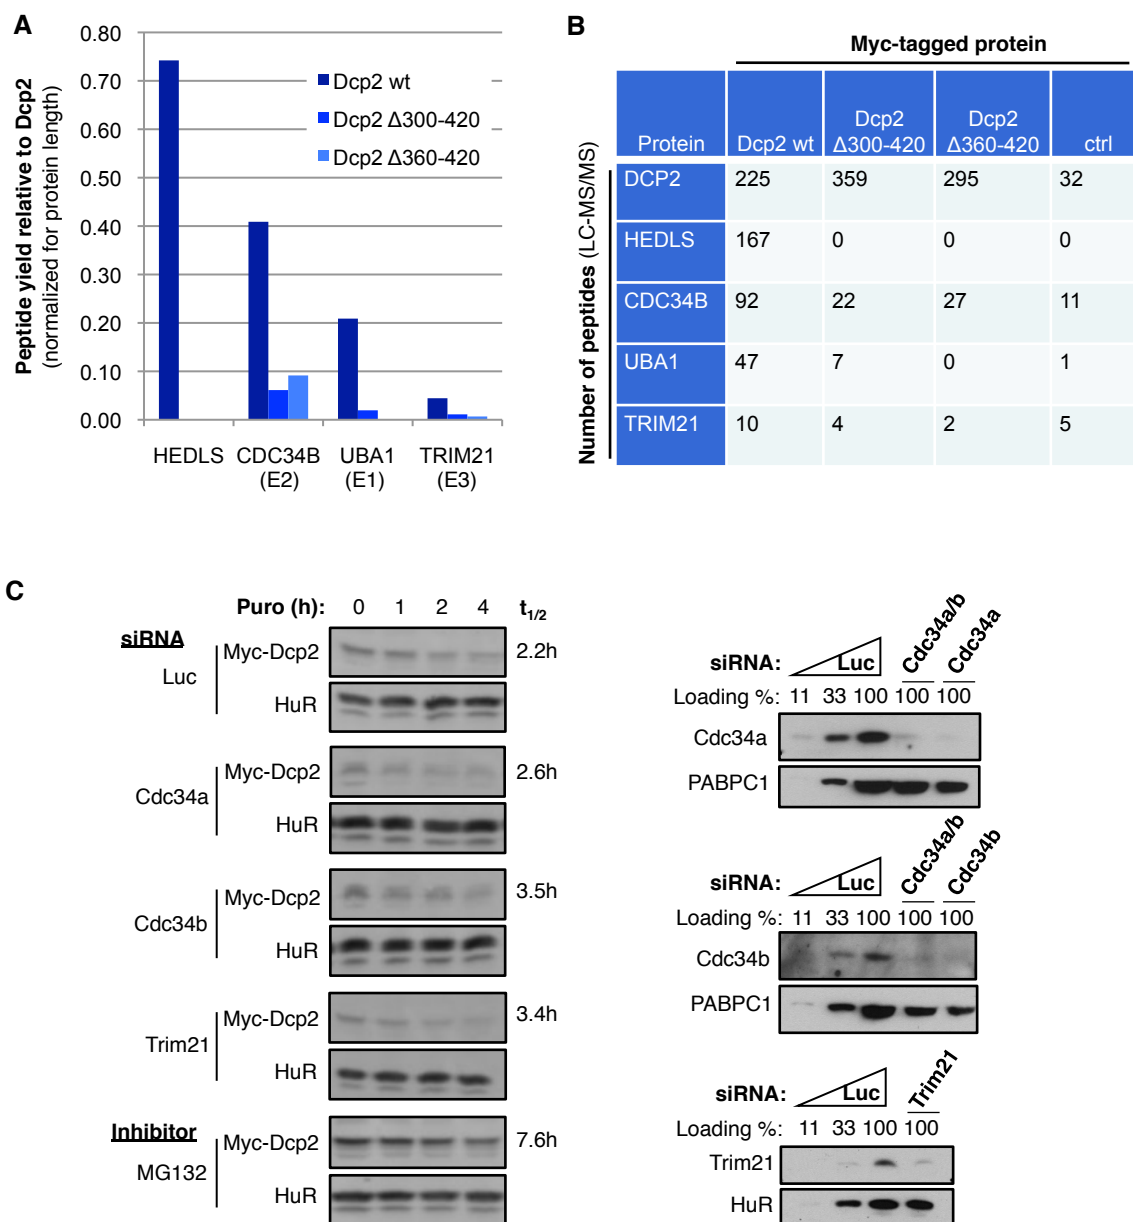 A
0.80
0.70
0.60
0.50
0.40
0.30
0.20
0.10
0.00
Peptide yield relative to Dcp2
(normalized for protein length)
Dcp2 wt
Dcp2 Δ300-420
Dcp2 Δ360-420
HEDLS CDC34B UBA1 TRIM21
(E2) (E1) (E3)
B
Myc-tagged protein
Number of peptides (LC-MS/MS)
Protein Dcp2 wt Dcp2 Δ300-420 Dcp2 Δ360-420 ctrl
DCP2 225 359 295 32
HEDLS 167 0 0 0
CDC34B 92 22 27 11
UBA1 47 7 0 1
TRIM21 10 4 2 5
C
Puro (h): 0 1 2 4 t1/2
siRNA
Luc
Myc-Dcp2 2.2h
HuR
Cdc34a
Myc-Dcp2 2.6h
HuR
Cdc34b
Myc-Dcp2 3.5h
HuR
Trim21
Myc-Dcp2 3.4h
HuR
Inhibitor
MG132
Myc-Dcp2 7.6h
HuR
siRNA: Luc Cdc34a/b Cdc34a
Loading %: 11 33 100 100 100
Cdc34a
PABPC1
siRNA: Luc Cdc34a/b Cdc34b
Loading %: 11 33 100 100 100
Cdc34b
PABPC1
siRNA: Luc Trim21
Loading %: 11 33 100 100
Trim21
HuR